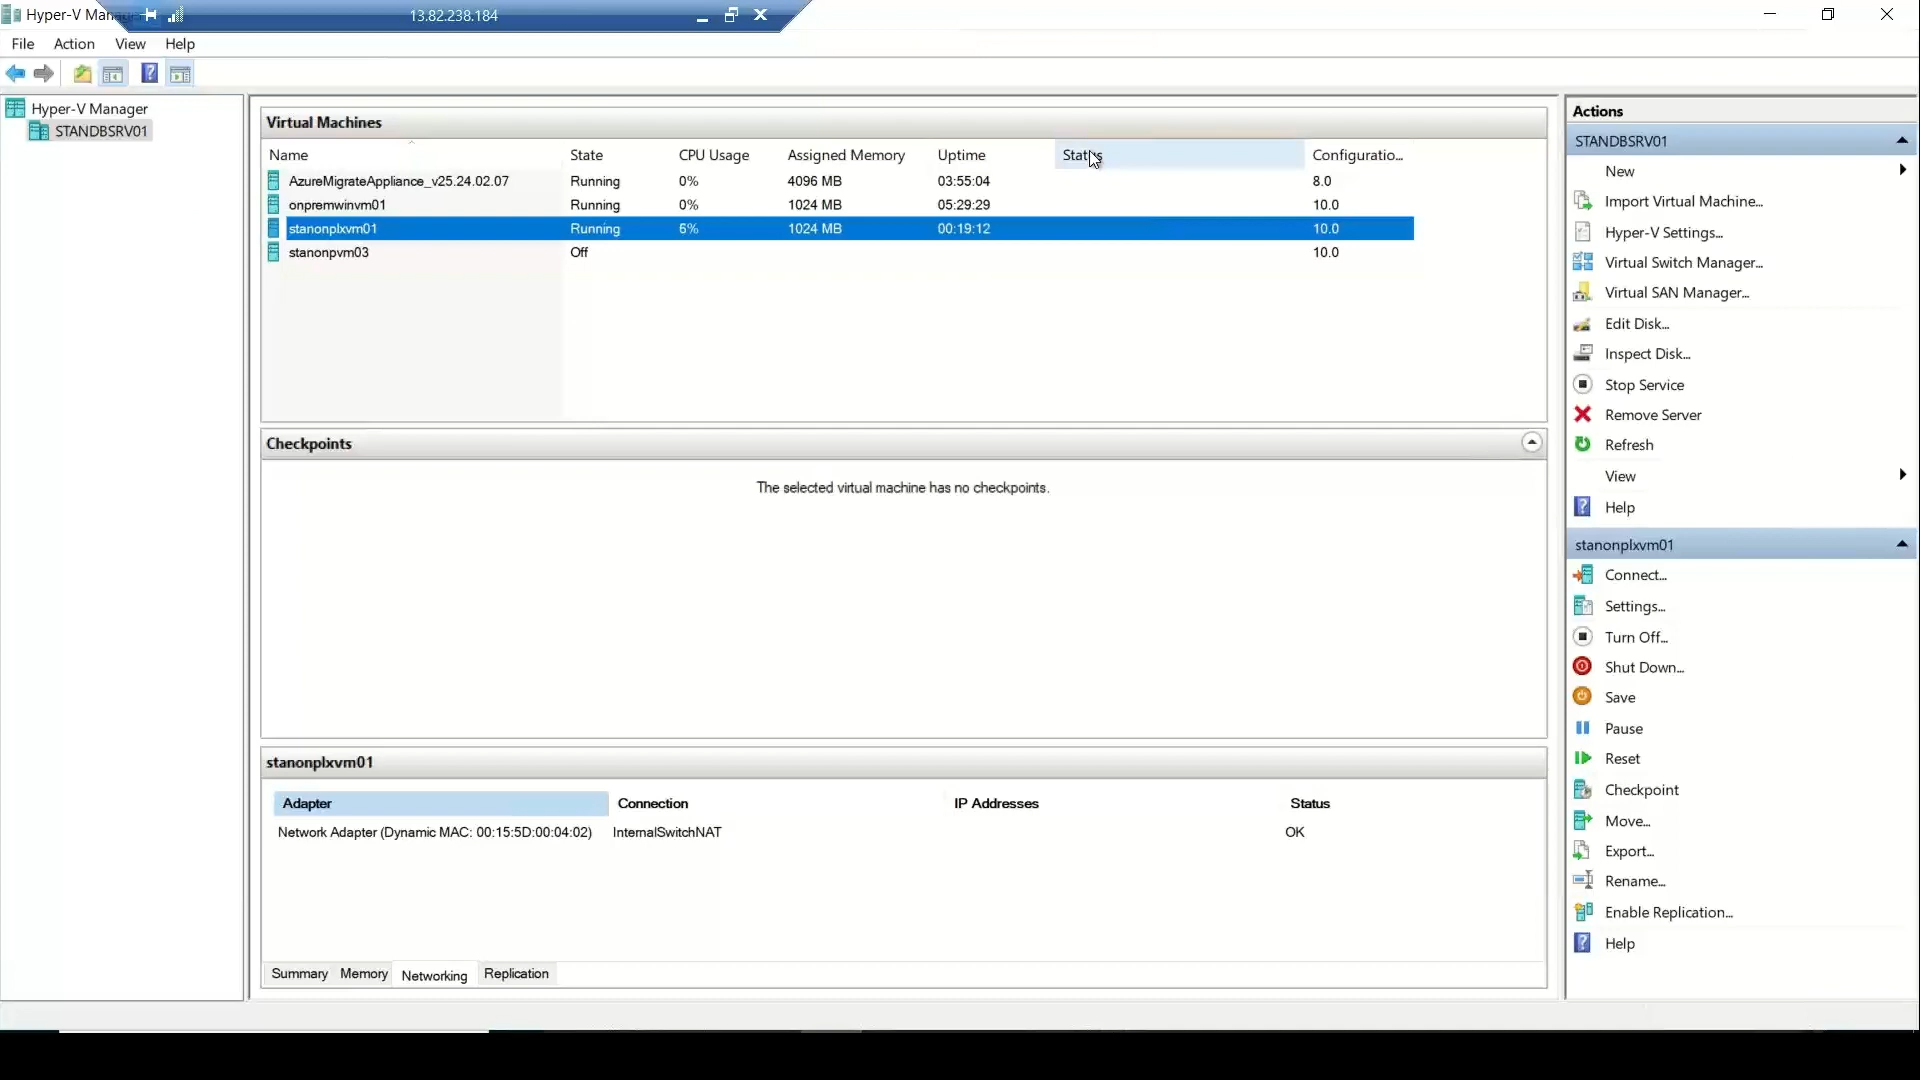 Hyper-V Manag
13.82.238.184
File Action View Help
Hyper-V Manager
STANDBSRV01
Virtual Machines
Name State CPU Usage Assigned Memory Uptime Status Configuratio...
AzureMigrateAppliance_v25.24.02.07 Running 0% 4096 MB 03:55:04 8.0
onpremwinvm01 Running 0% 1024 MB 05:29:29 10.0
stanonplxvm01 Running 6% 1024 MB 00:19:12 10.0
stanonpvm03 Off 10.0
Checkpoints
The selected virtual machine has no checkpoints.
stanonplxvm01
Adapter Connection IP Addresses Status
Network Adapter (Dynamic MAC: 00:15:5D:00:04:02) InternalSwitchNAT OK
Summary Memory Networking Replication
Actions
STANDBSRV01
New
Import Virtual Machine...
Hyper-V Settings...
Virtual Switch Manager...
Virtual SAN Manager...
Edit Disk...
Inspect Disk...
Stop Service
Remove Server
Refresh
View
Help
stanonplxvm01
Connect...
Settings...
Turn Off...
Shut Down...
Save
Pause
Reset
Checkpoint
Move...
Export...
Rename...
Enable Replication...
Help